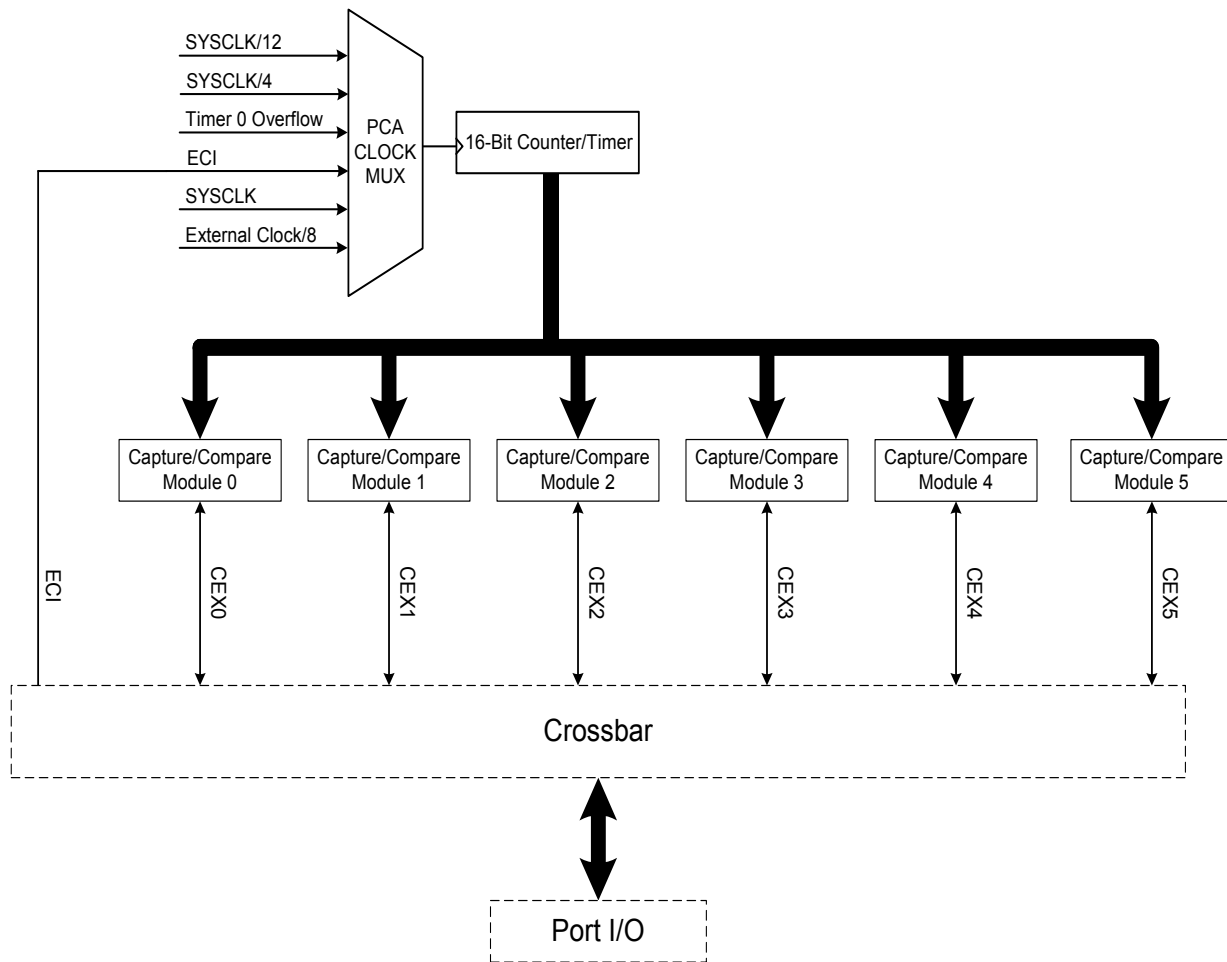 SYSCLK/12
SYSCLK/4
Timer 0 Overflow
ECI
SYSCLK
External Clock/8
PCA
CLOCK
MUX
16-Bit Counter/Timer
Capture/Compare
Module 0
Capture/Compare
Module 1
Capture/Compare
Module 2
Capture/Compare
Module 3
Capture/Compare
Module 4
Capture/Compare
Module 5
ECI
CEX0
CEX1
CEX2
CEX3
CEX4
CEX5
Crossbar
Port I/O